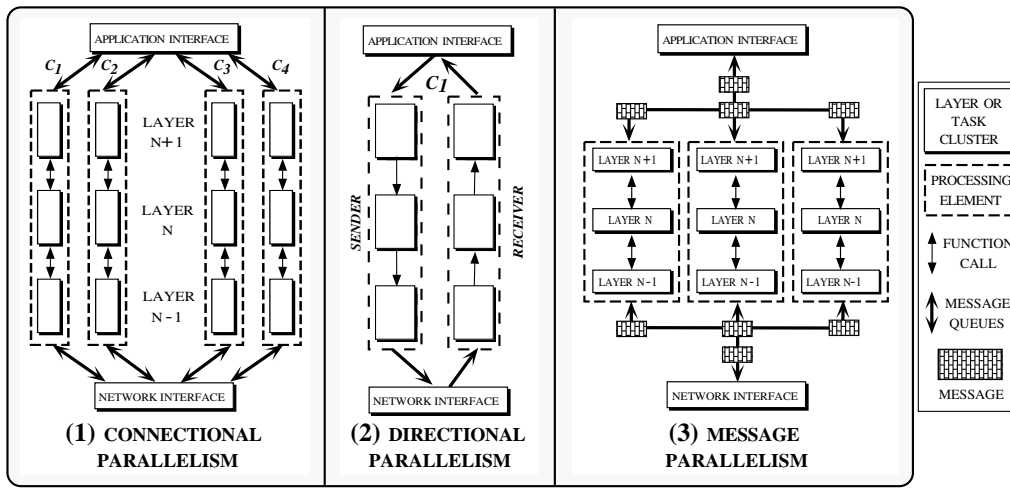 APPLICATION INTERFACE
C1
C2
C3
C4
LAYER
N+1
LAYER
N
LAYER
N-1
NETWORK INTERFACE
(1) CONNECTIONAL
PARALLELISM
APPLICATION INTERFACE
C1
SENDER
RECEIVER
NETWORK INTERFACE
(2) DIRECTIONAL
PARALLELISM
APPLICATION INTERFACE
LAYER N+1
LAYER N+1
LAYER N+1
LAYER N
LAYER N
LAYER N
LAYER N-1
LAYER N-1
LAYER N-1
NETWORK INTERFACE
(3) MESSAGE
PARALLELISM
LAYER OR
TASK
CLUSTER
PROCESSING
ELEMENT
FUNCTION
CALL
MESSAGE
QUEUES
MESSAGE